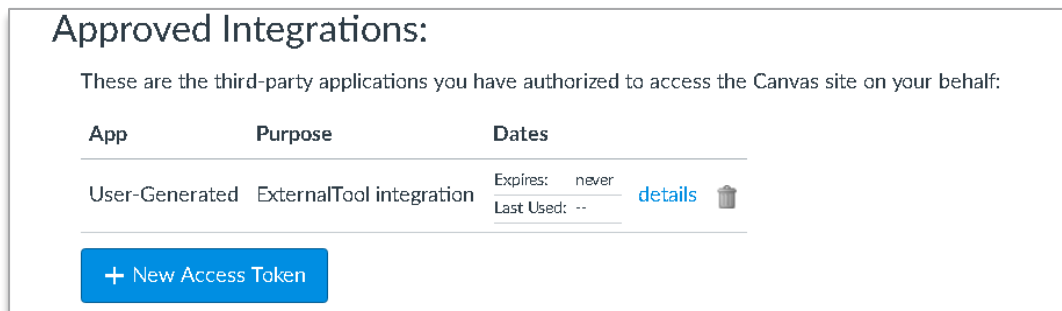 Approved Integrations:
These are the third-party applications you have authorized to access the Canvas site on your behalf:
App Purpose Dates
User-Generated ExternalTool integration Expires: never details
Last Used: --
+ New Access Token